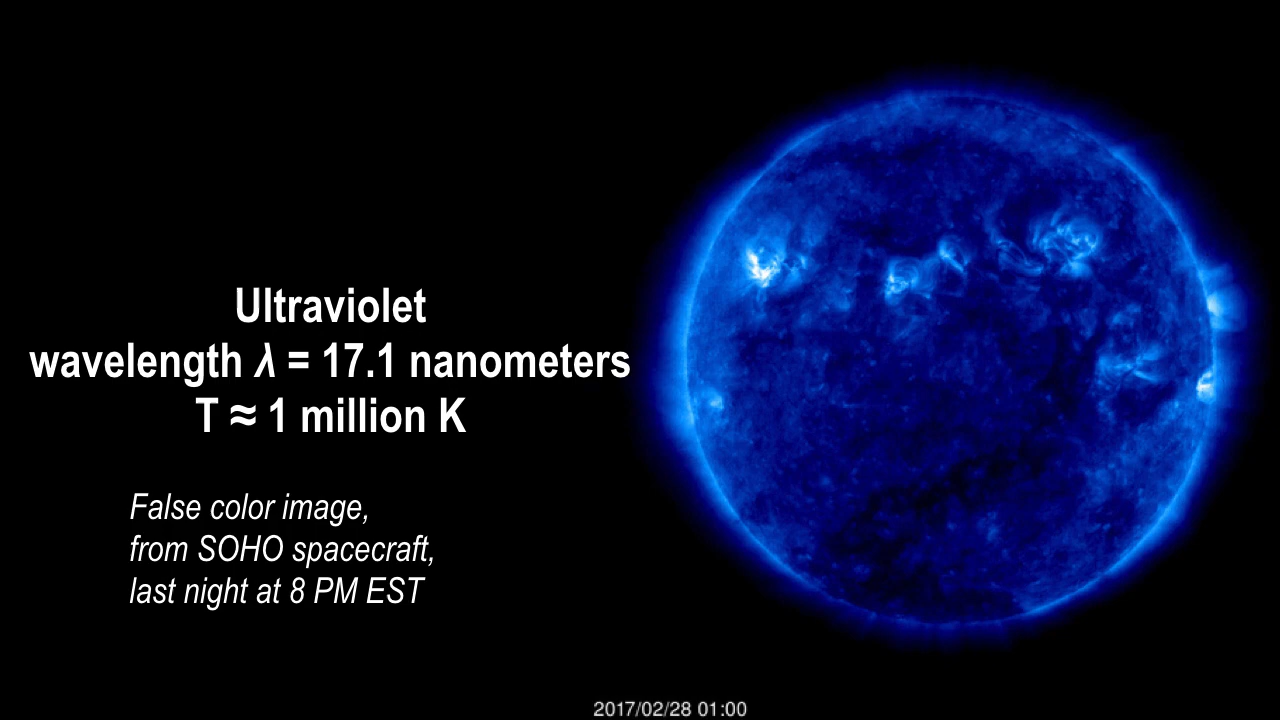 Ultraviolet
wavelength λ = 17.1 nanometers
T ≈ 1 million K
False color image,
from SOHO spacecraft,
last night at 8 PM EST
2017/02/28 01:00